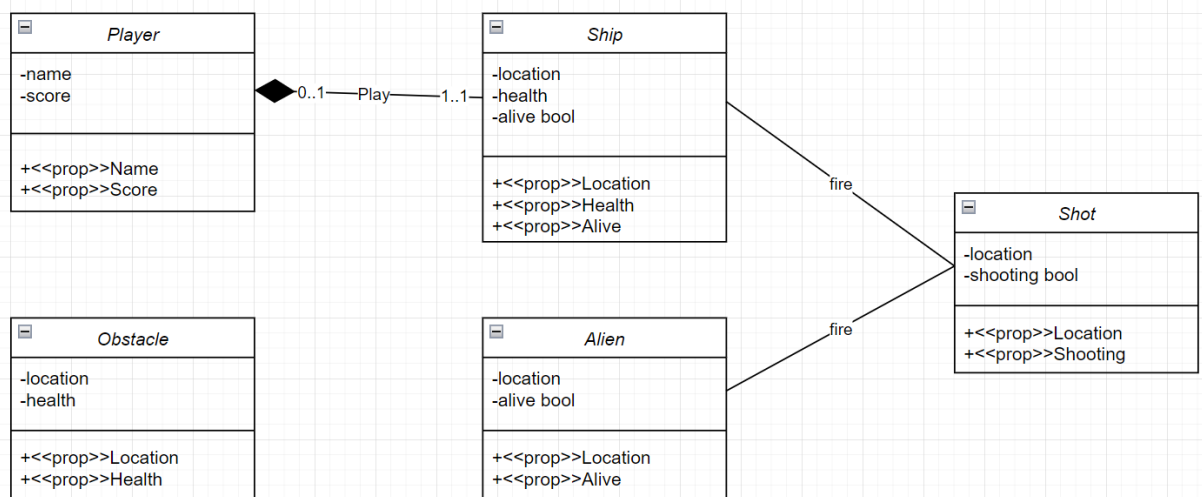 Player
-name
-score
+<<prop>>Name
+<<prop>>Score
0..1
Play
1..1
Ship
-location
-health
-alive bool
+<<prop>>Location
+<<prop>>Health
+<<prop>>Alive
fire
Shot
-location
-shooting bool
+<<prop>>Location
+<<prop>>Shooting
Obstacle
-location
-health
+<<prop>>Location
+<<prop>>Health
Alien
-location
-alive bool
+<<prop>>Location
+<<prop>>Alive
fire